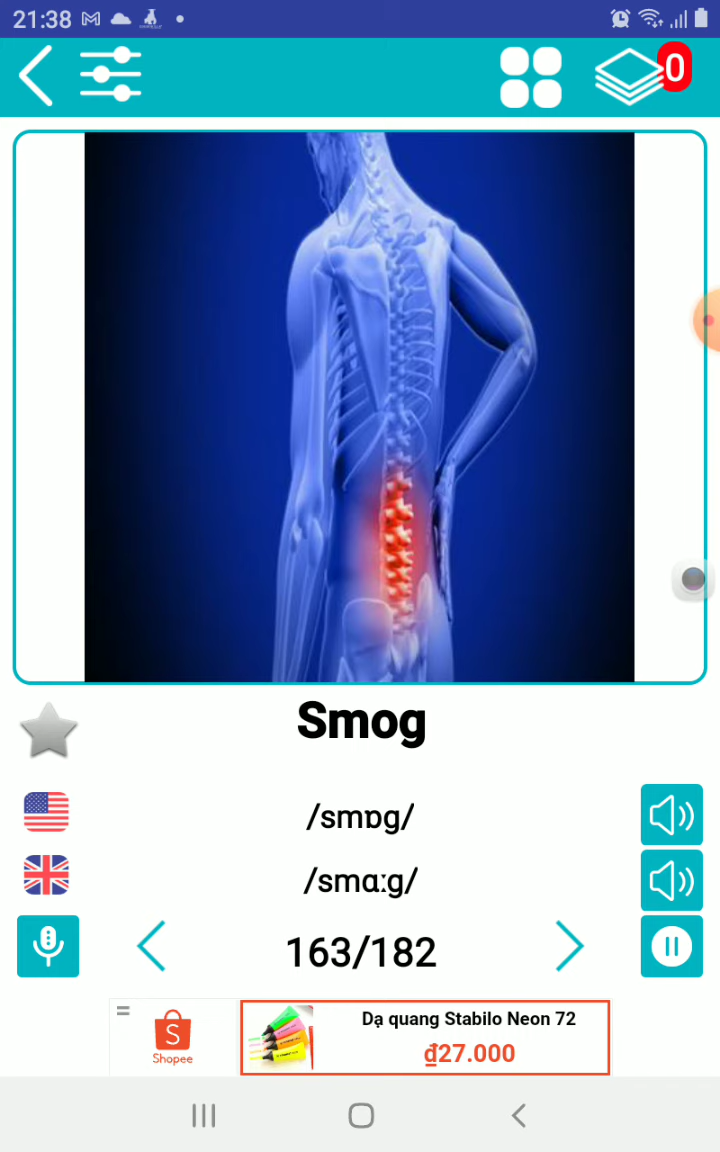 21:38
0
Smog
/smɒg/
/smɑːg/
163/182
Dạ quang Stabilo Neon 72
₫27.000
S
Shopee